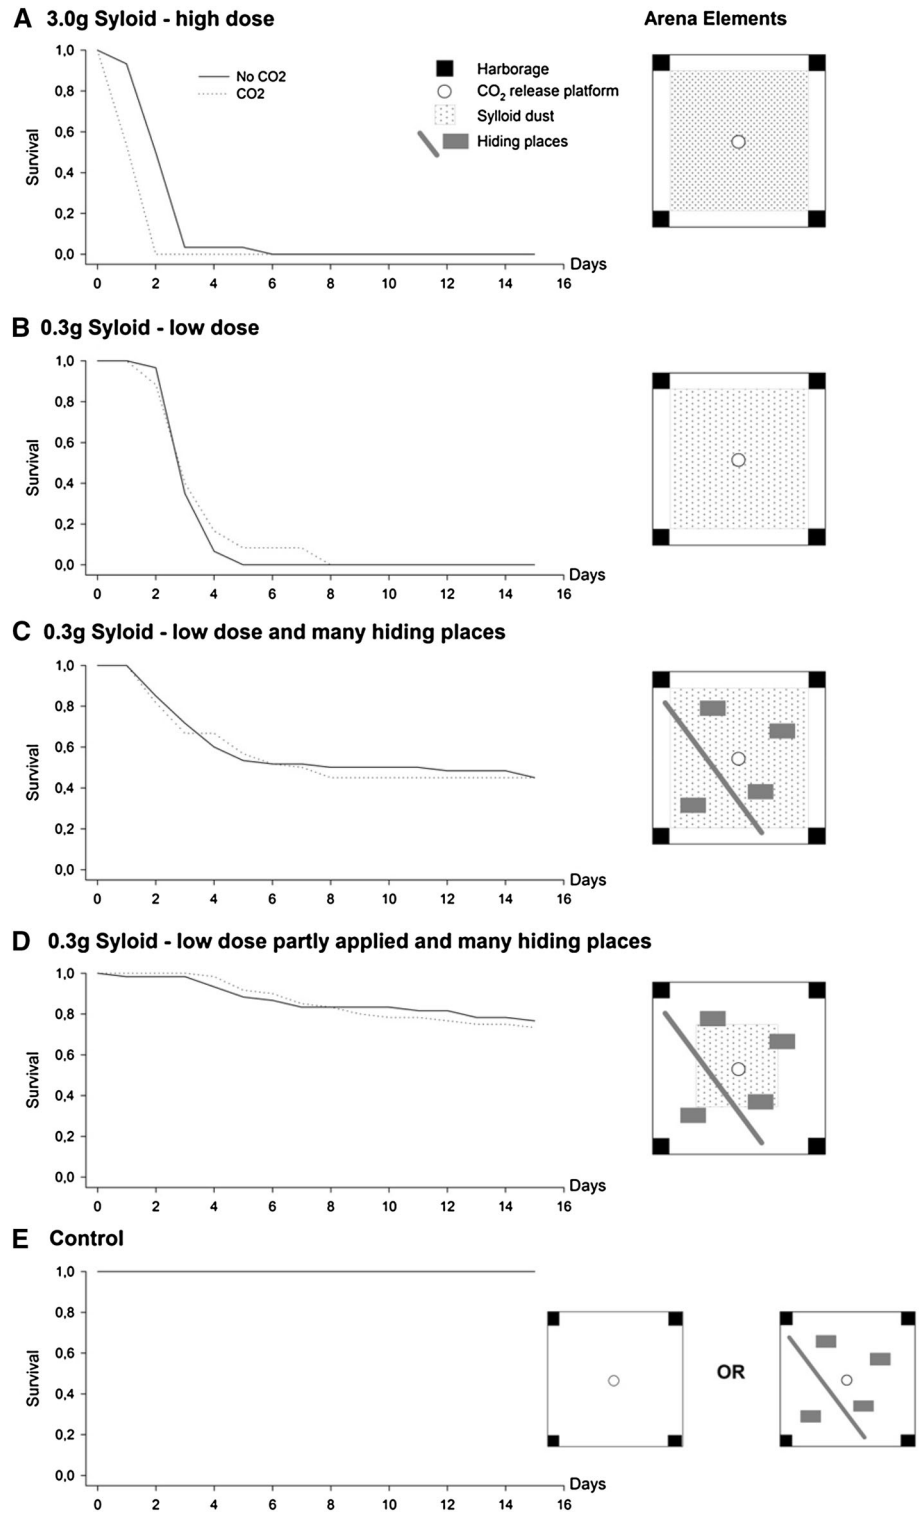 A 3.0g Syloid - high dose
Arena Elements
1,0
0,8
0,6
0,4
0,2
0,0
Survival
No CO2
CO2
Harborage
CO2 release platform
Sylloid dust
Hiding places
0 2 4 6 8 10 12 14 16
Days
B 0.3g Syloid - low dose
1,0
0,8
0,6
0,4
0,2
0,0
Survival
0 2 4 6 8 10 12 14 16
Days
C 0.3g Syloid - low dose and many hiding places
1,0
0,8
0,6
0,4
0,2
0,0
Survival
0 2 4 6 8 10 12 14 16
Days
D 0.3g Syloid - low dose partly applied and many hiding places
1,0
0,8
0,6
0,4
0,2
0,0
Survival
0 2 4 6 8 10 12 14 16
Days
E Control
1,0
0,8
0,6
0,4
0,2
0,0
Survival
OR
0 2 4 6 8 10 12 14 16
Days